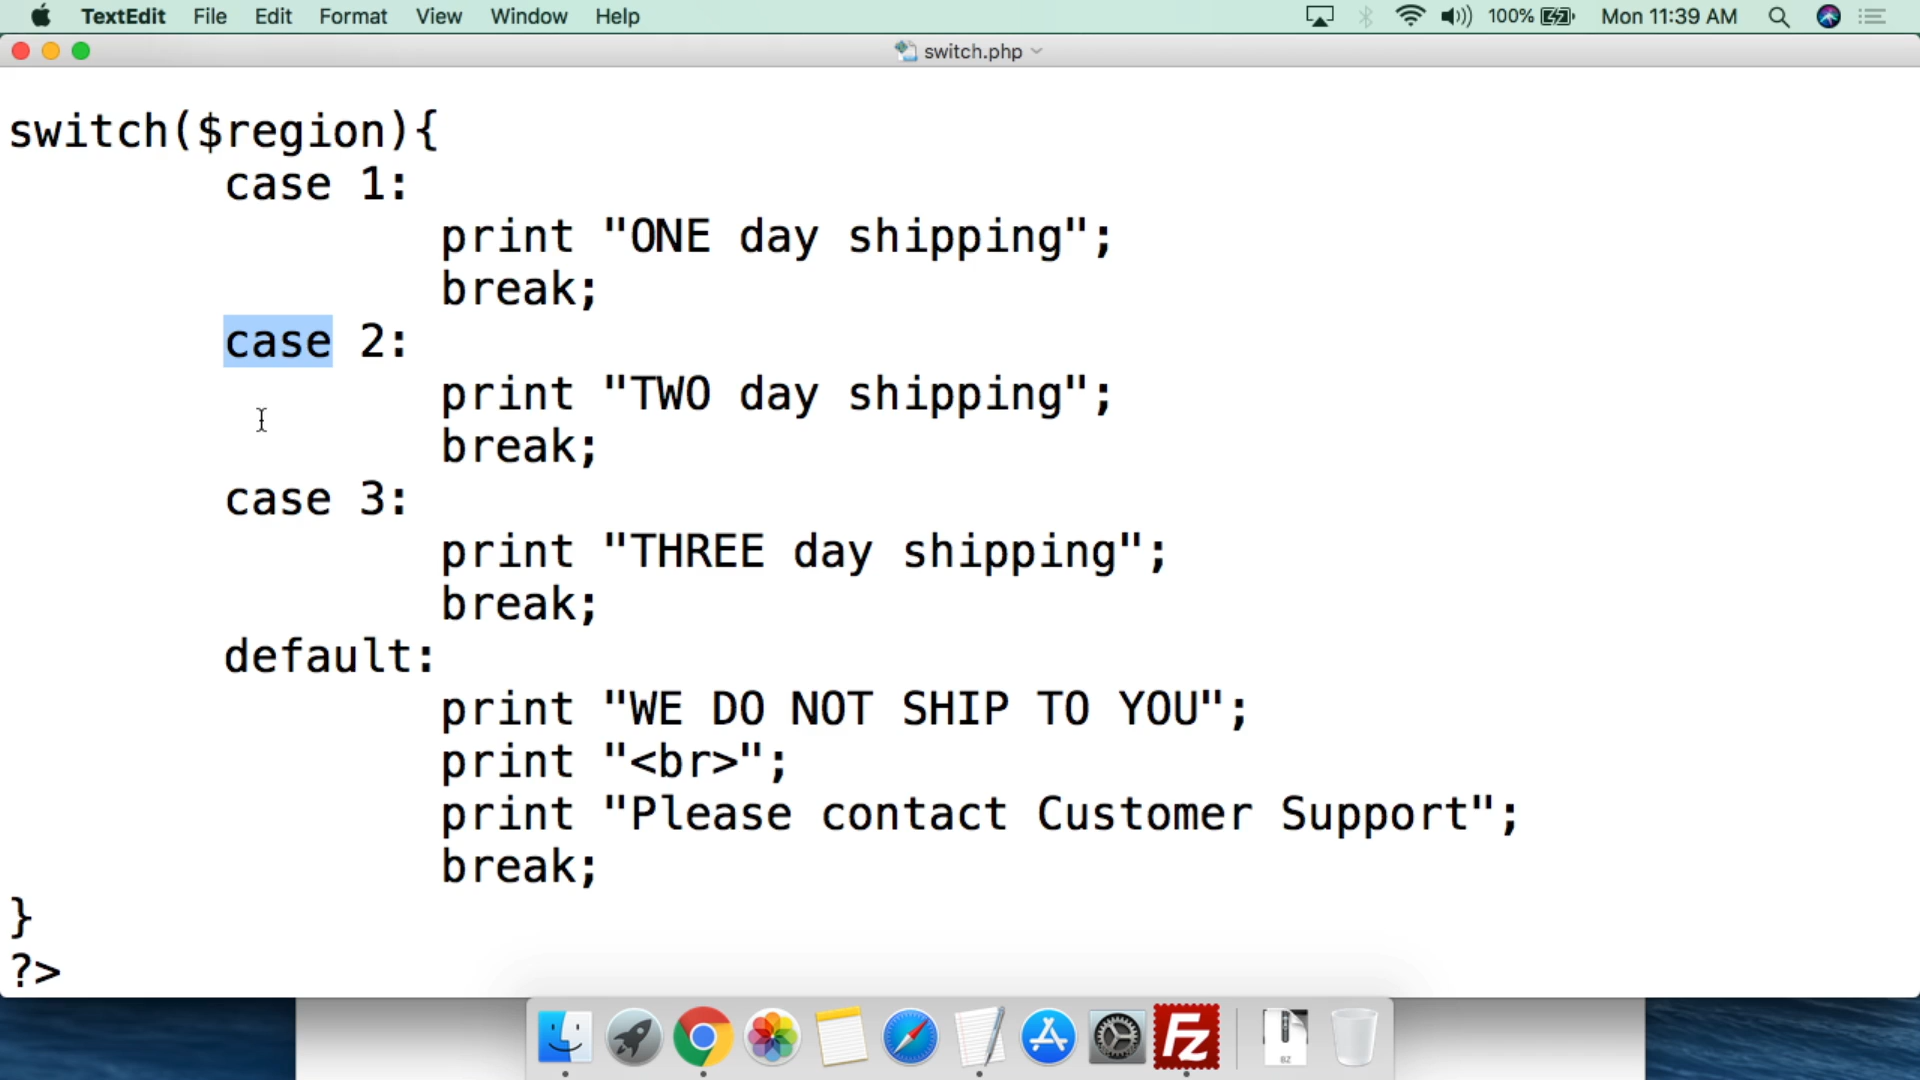 TextEdit File Edit Format View Window Help 100% Mon 11:39 AM
switch.php
switch($region){
case 1:
print "ONE day shipping";
break;
case 2:
print "TWO day shipping";
break;
case 3:
print "THREE day shipping";
break;
default:
print "WE DO NOT SHIP TO YOU";
print "<br>";
print "Please contact Customer Support";
break;
}
?>
FZ
BZ